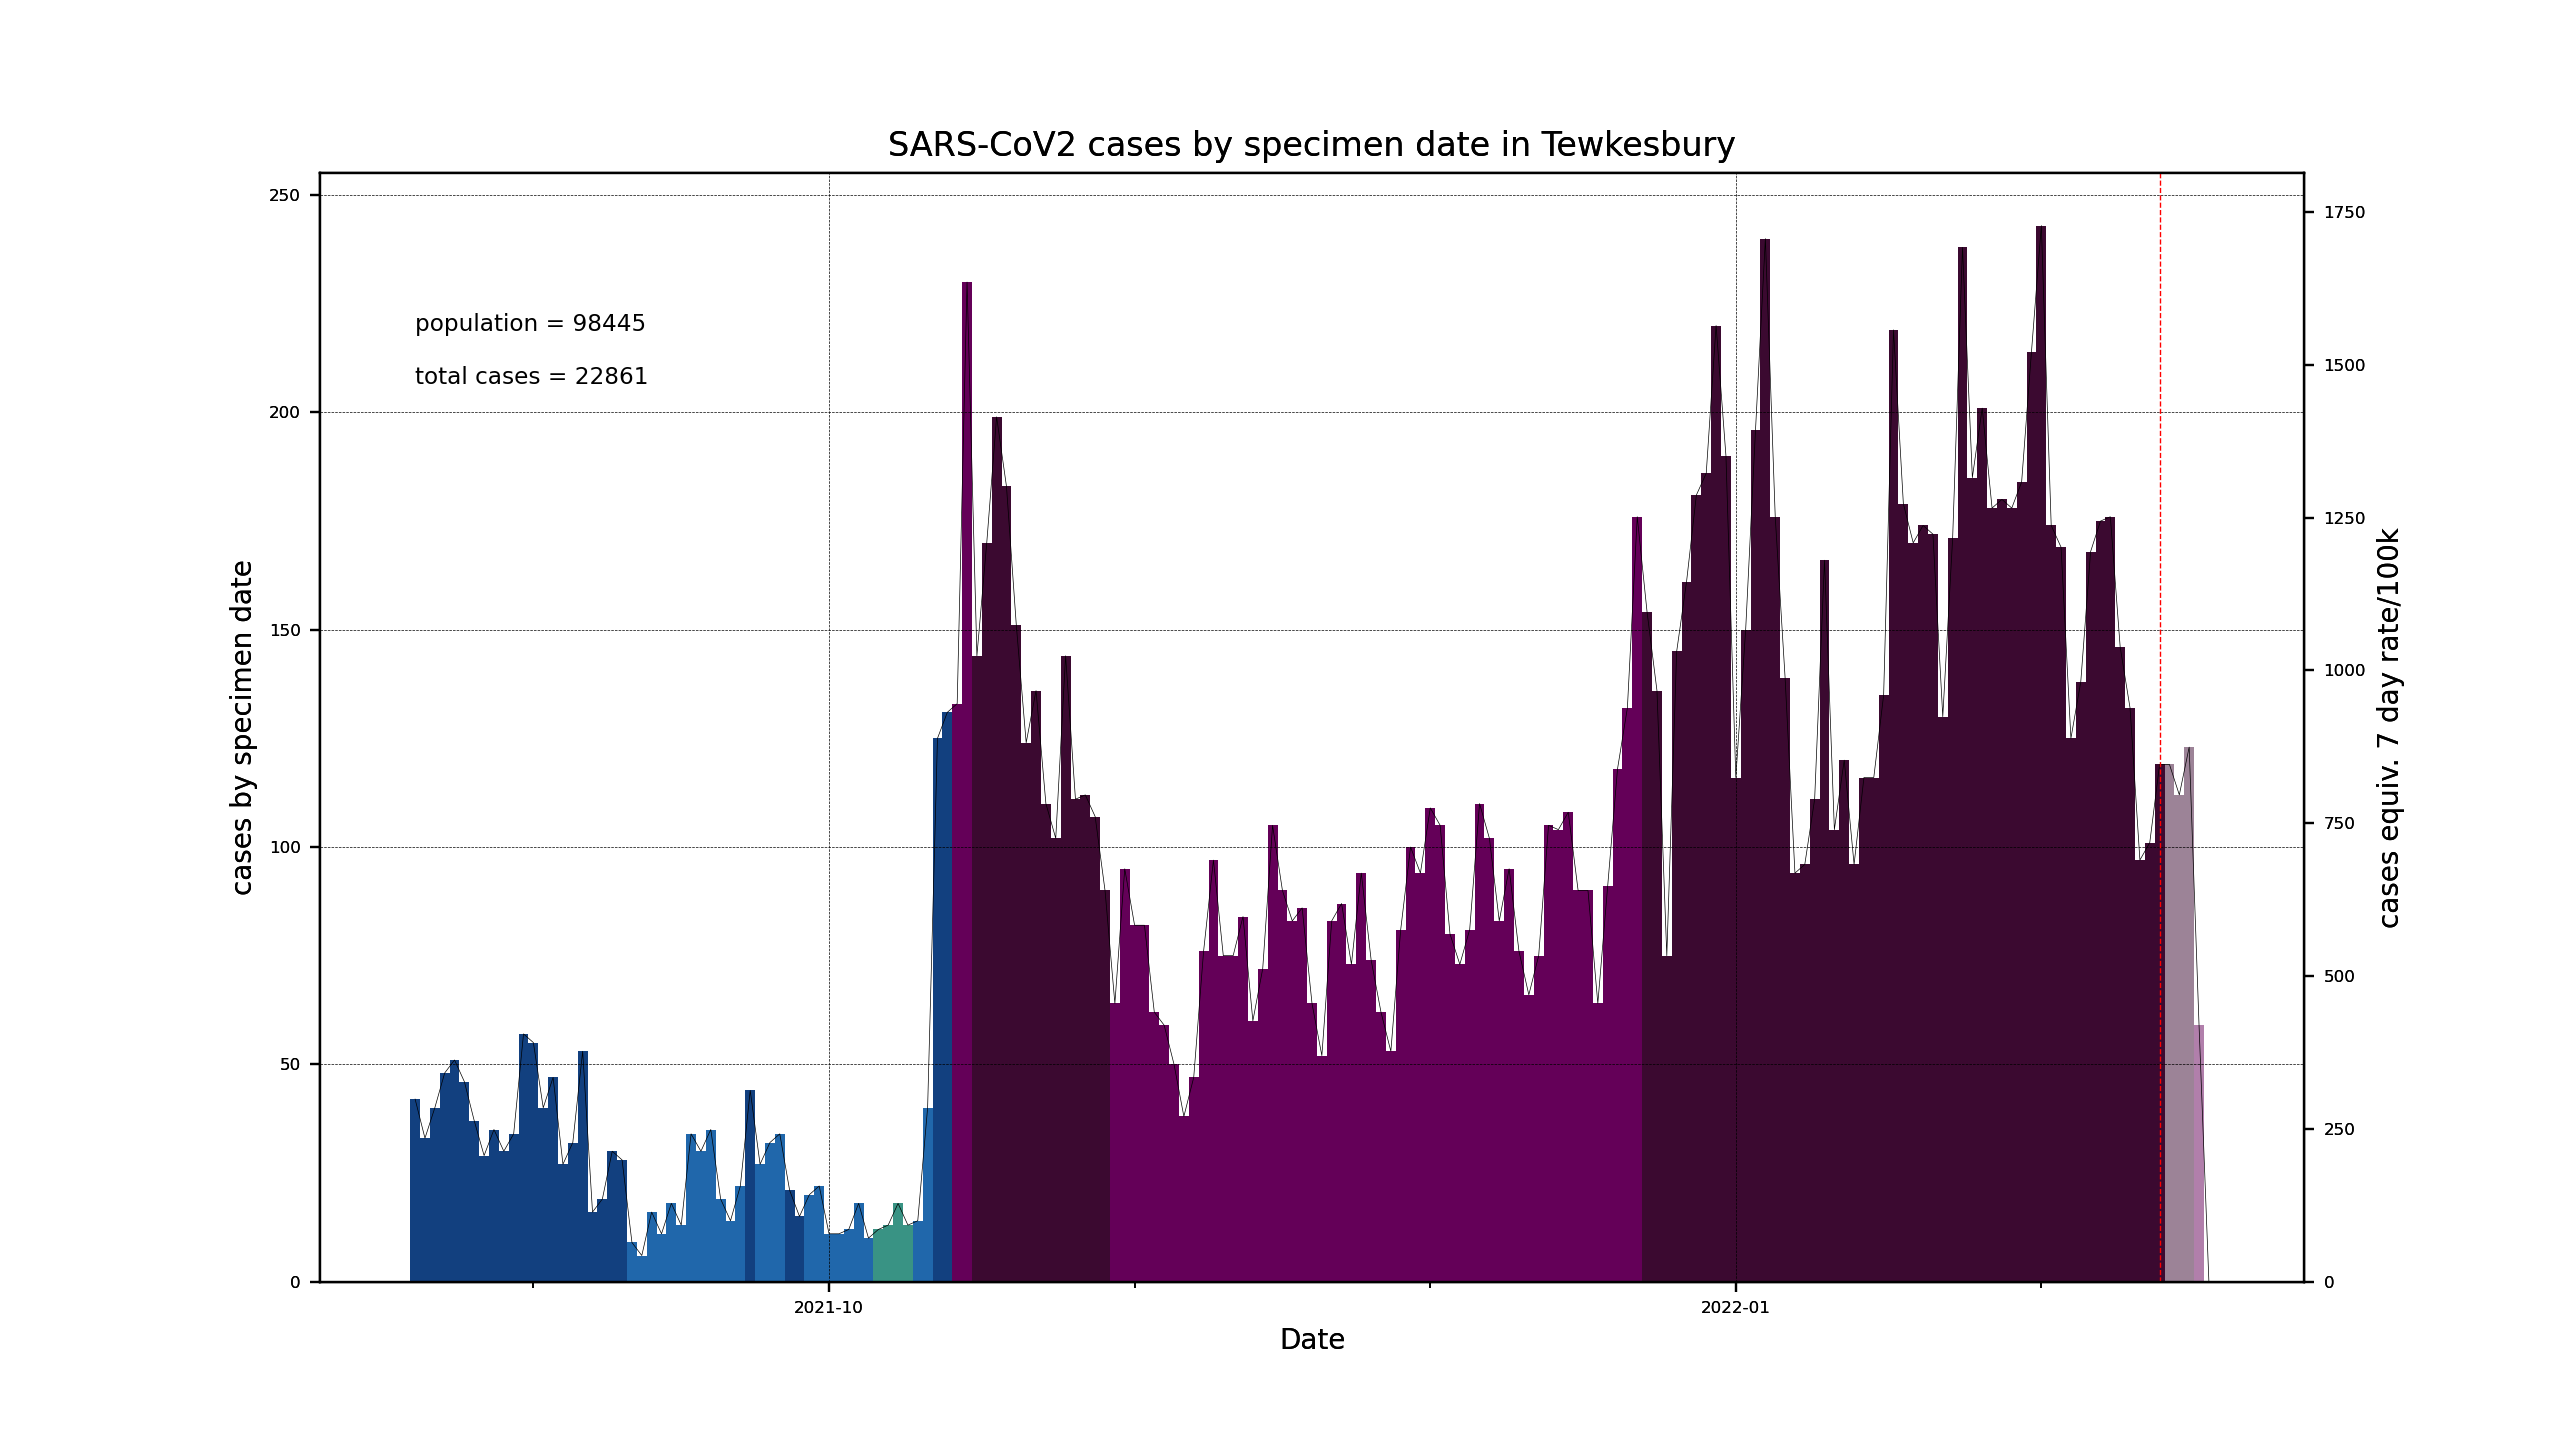 SARS-CoV2 cases by specimen date in Tewkesbury
population = 98445
total cases = 22861
cases by specimen date
250
200
150
100
50
0
cases equiv. 7 day rate/100k
1750
1500
1250
1000
750
500
250
0
2021-10
2022-01
Date